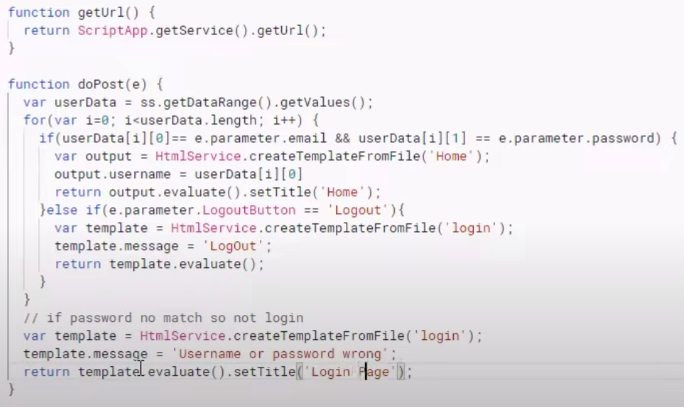 function getUrl() {
  return ScriptApp.getService().getUrl();
}
function doPost(e) {
  var userData = ss.getDataRange().getValues();
  for(var i=0; i<userData.length; i++) {
    if(userData[i][0]== e.parameter.email && userData[i][1] == e.parameter.password) {
      var output = HtmlService.createTemplateFromFile('Home');
      output.username = userData[i][0]
      return output.evaluate().setTitle('Home');
    }else if(e.parameter.LogoutButton == 'Logout'){
      var template = HtmlService.createTemplateFromFile('login');
      template.message = 'LogOut';
      return template.evaluate();
    }
  }
  // if password no match so not login
  var template = HtmlService.createTemplateFromFile('login');
  template.message = 'Username or password wrong';
  return template.evaluate().setTitle('Login Page');
}